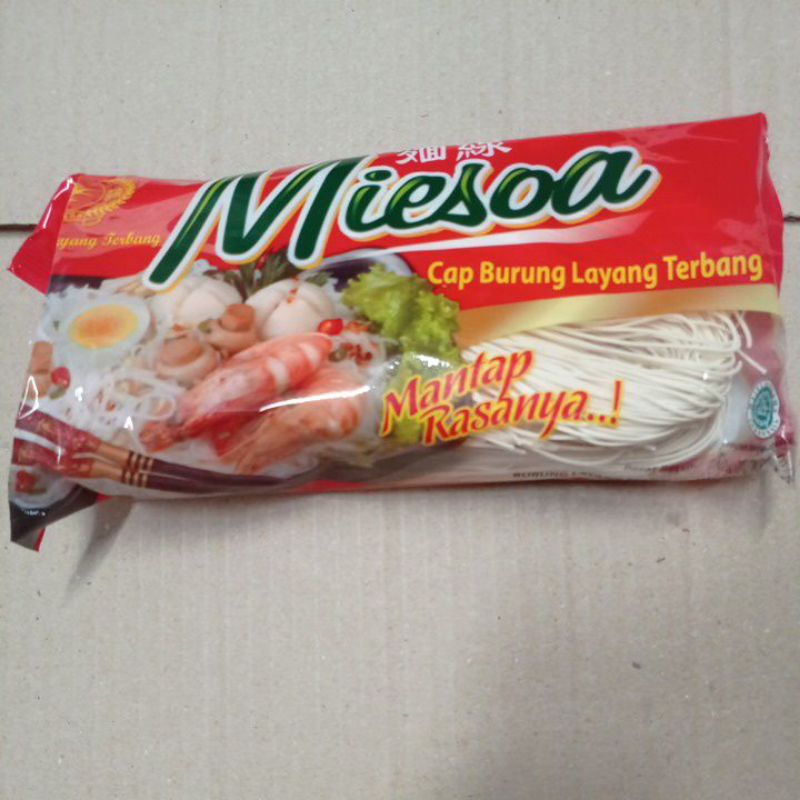 麵線
Miesoa
Layang Terbang
Cap Burung Layang Terbang
Mantap
Rasanya...!